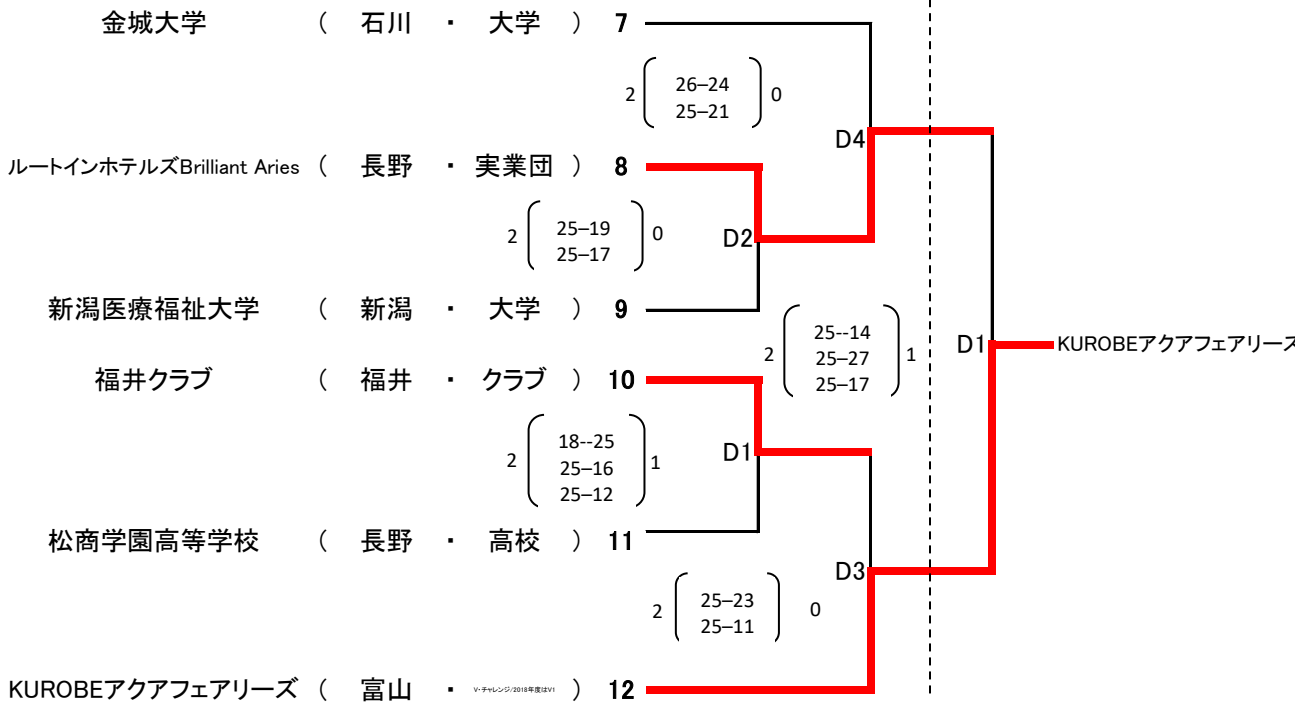 金城大学 ( 石川 ・ 大学 ) 7
2 26–24 0
25–21
D4
ルートインホテルズBrilliant Aries ( 長野 ・ 実業団 ) 8
2 25–19 0
25–17
D2
新潟医療福祉大学 ( 新潟 ・ 大学 ) 9
2 25--14 1
25–27
25–17
D1 KUROBEアクアフェアリーズ
福井クラブ ( 福井 ・ クラブ ) 10
2 18--25 1
25–16
25–12
D1
松商学園高等学校 ( 長野 ・ 高校 ) 11
D3
2 25–23 0
25–11
KUROBEアクアフェアリーズ ( 富山 ・ V・チャレンジ/2018年度はV1 ) 12